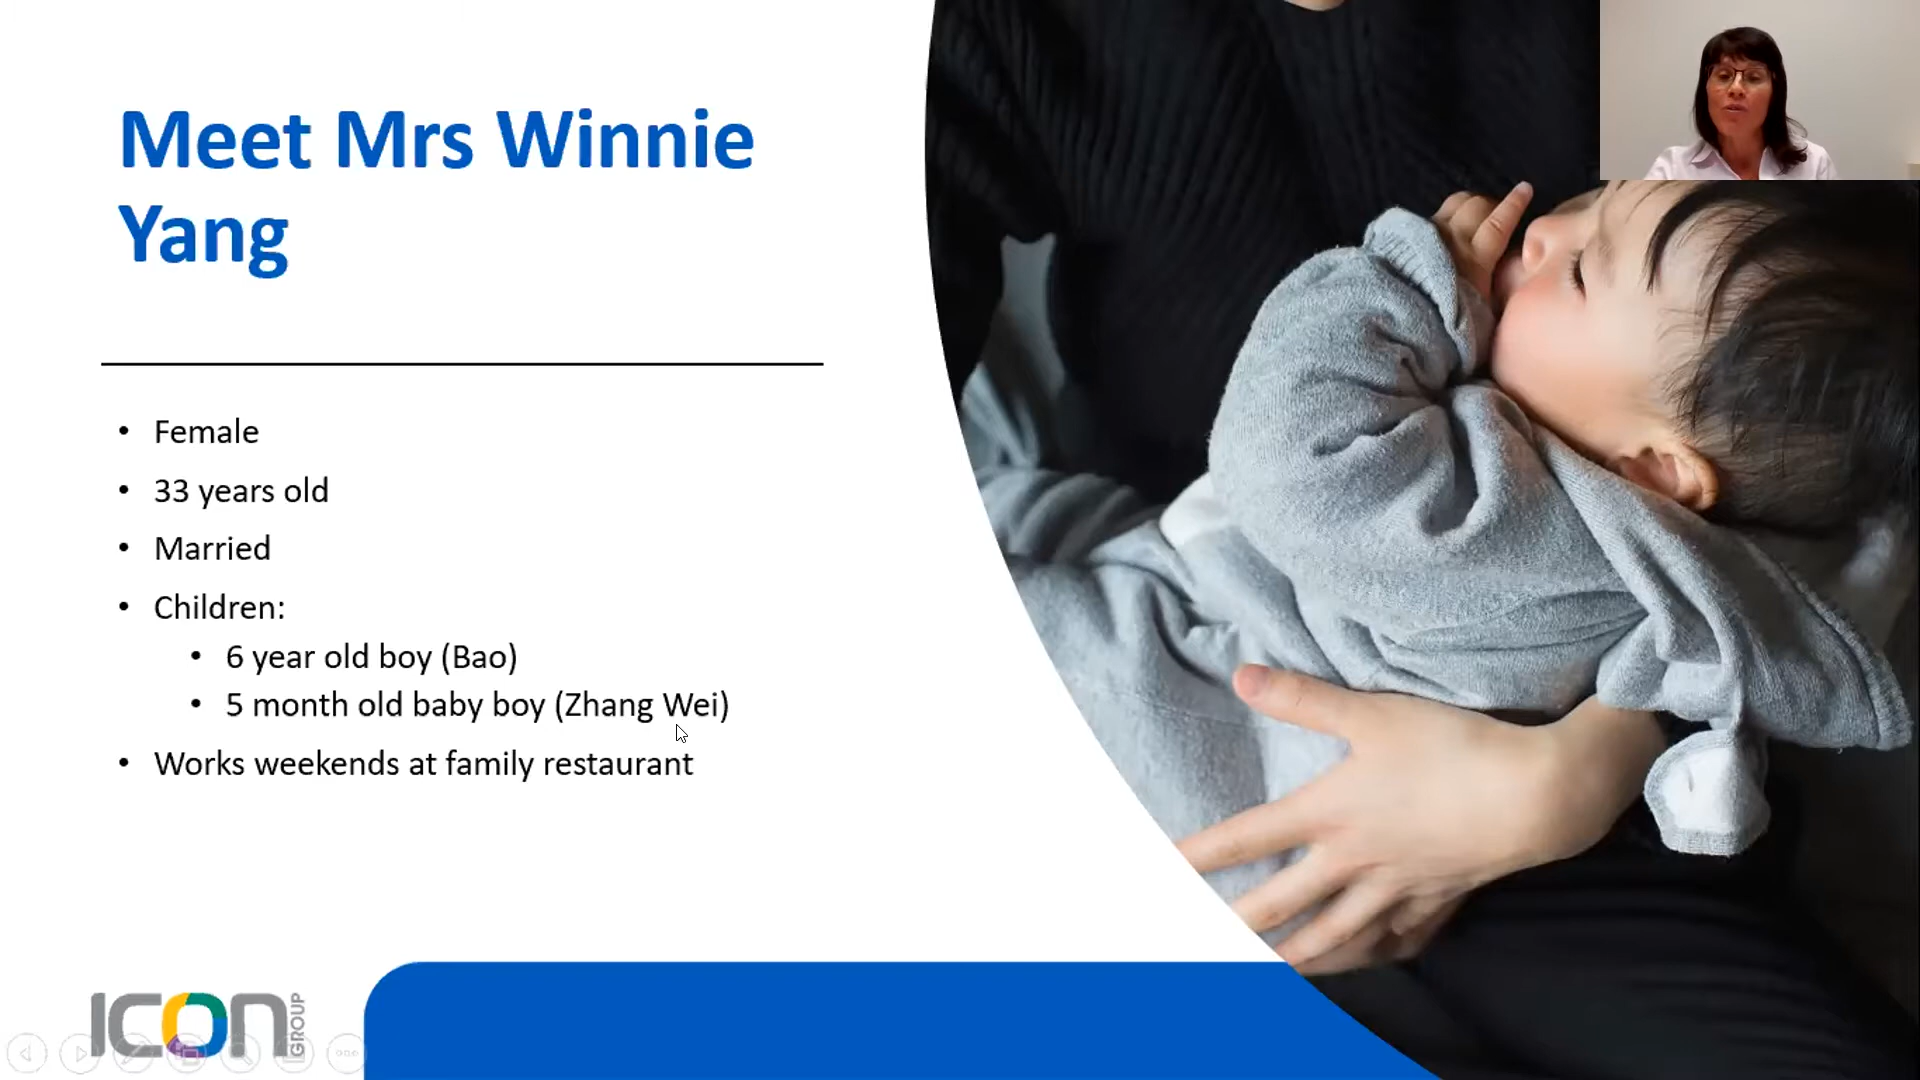 Meet Mrs Winnie
Yang
• Female
• 33 years old
• Married
• Children:
• 6 year old boy (Bao)
• 5 month old baby boy (Zhang Wei)
• Works weekends at family restaurant
ICON
GROUP